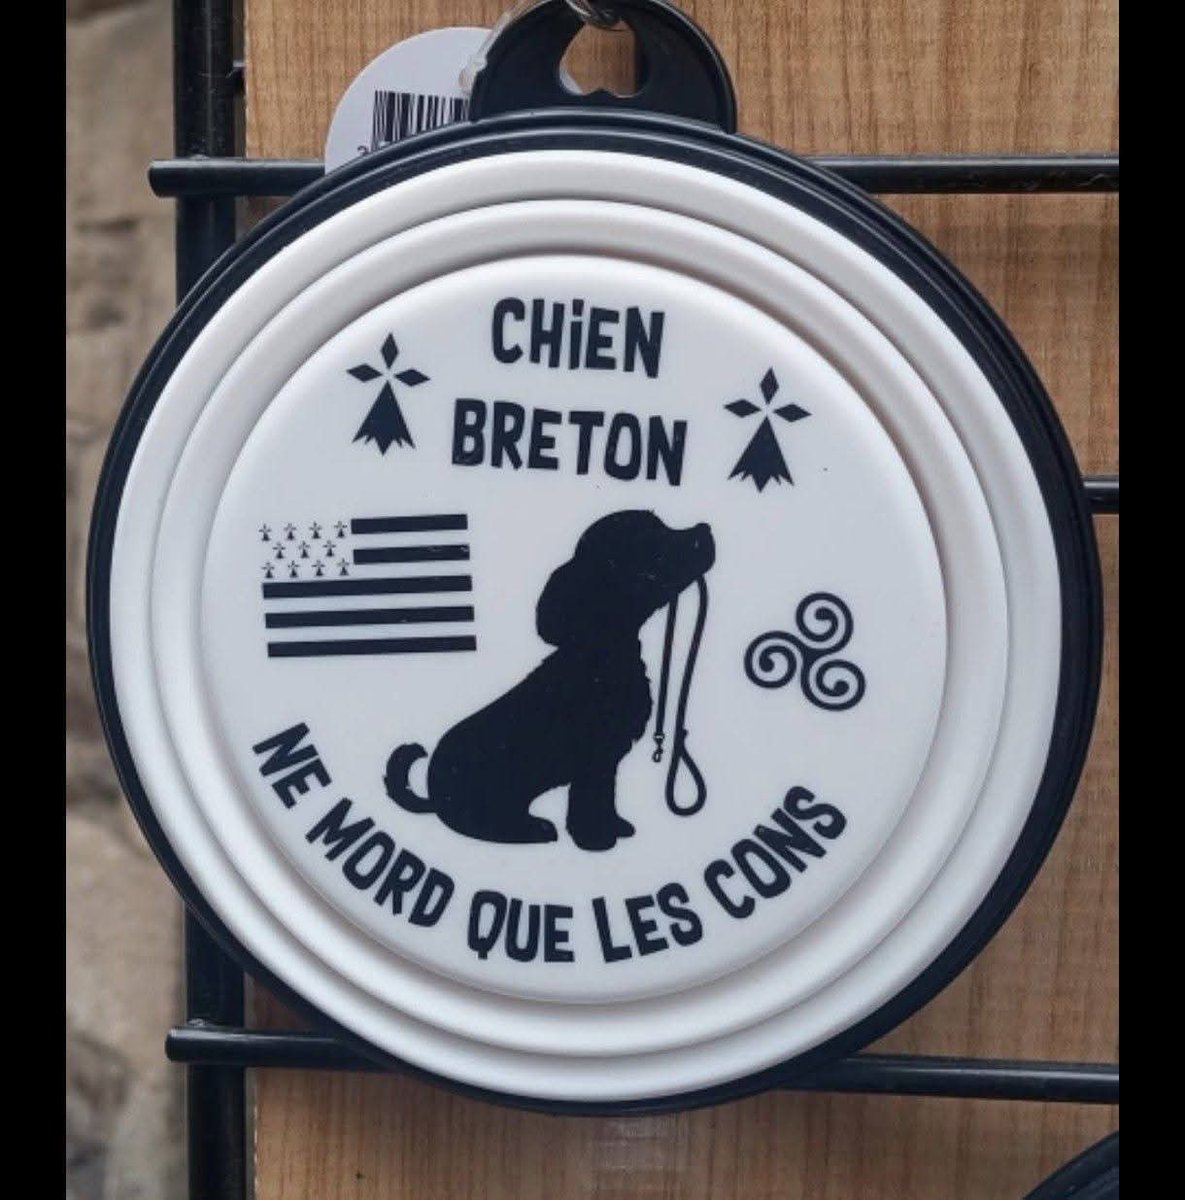 CHiEN
BRETON
NE MORD QUE LES CONS